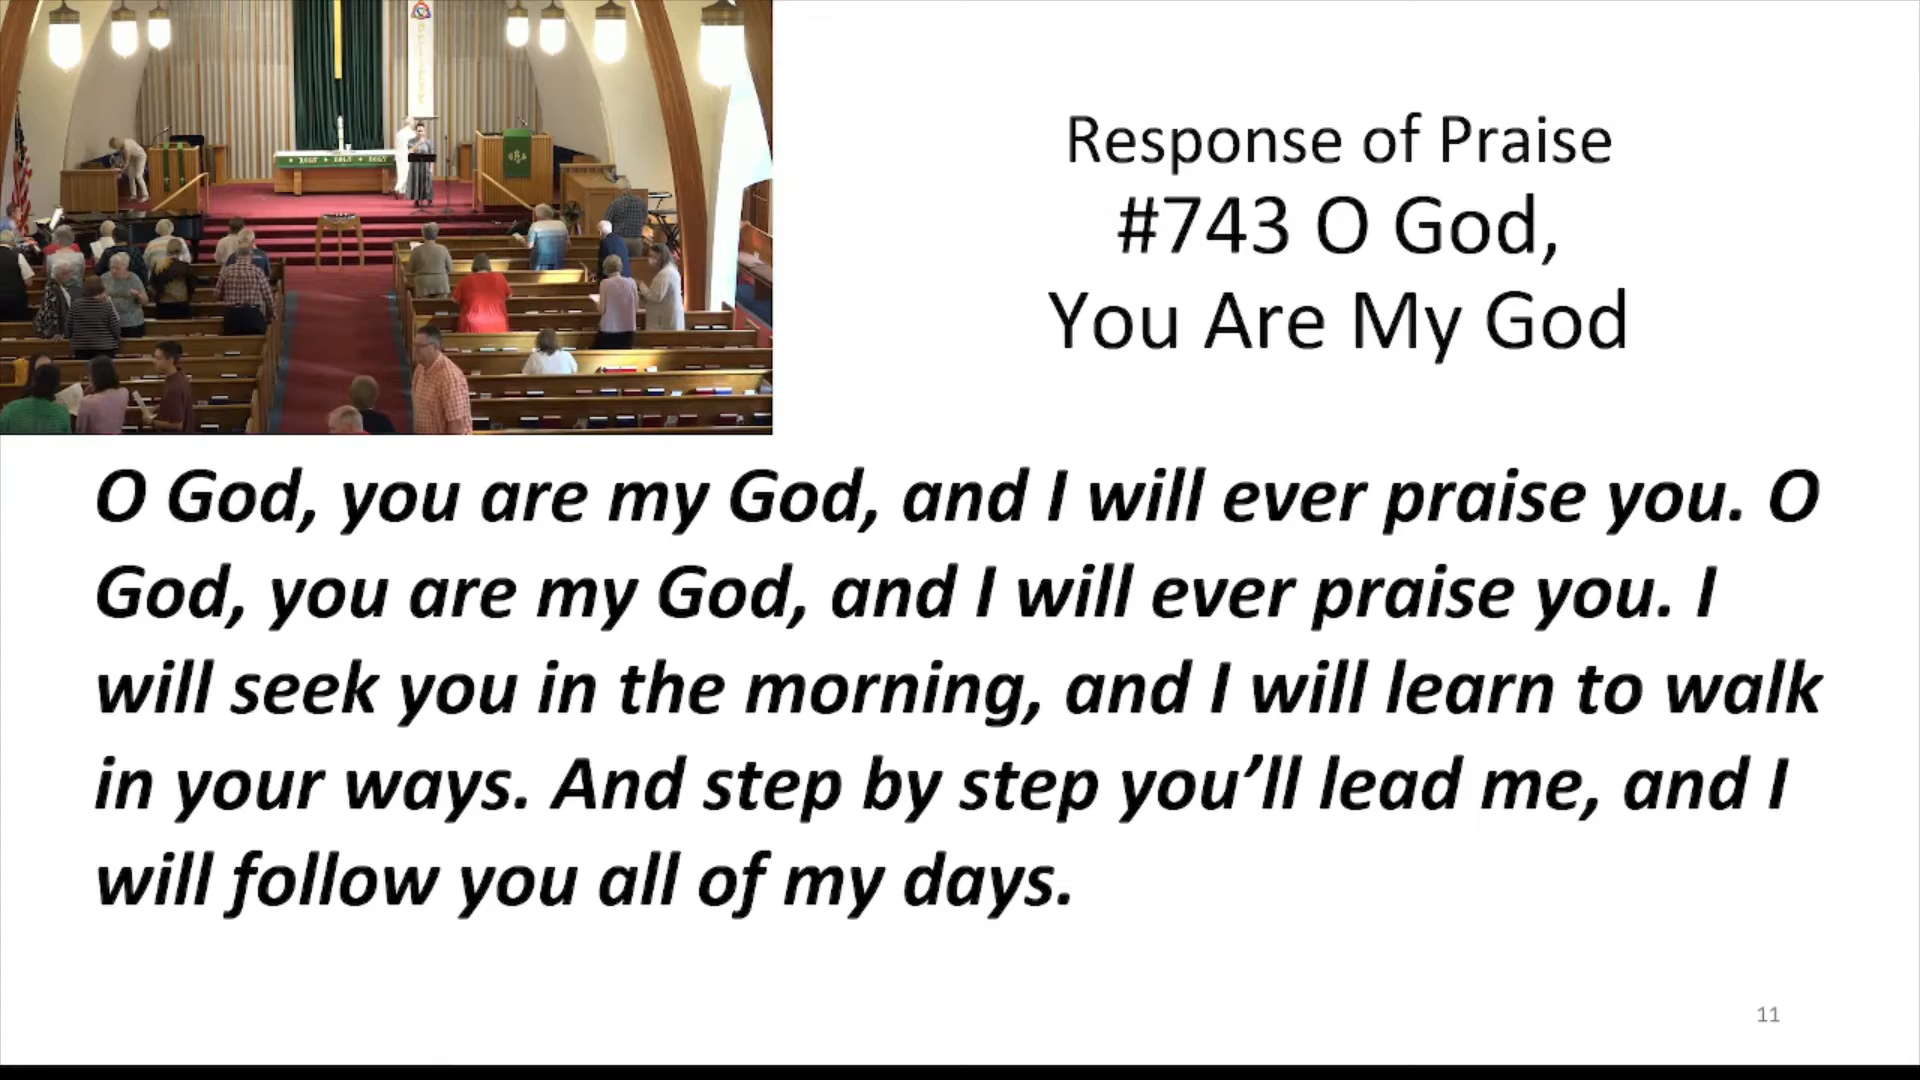 HOLY HOLY HOLY
Response of Praise
#743 O God,
You Are My God
O God, you are my God, and I will ever praise you. O
God, you are my God, and I will ever praise you. I
will seek you in the morning, and I will learn to walk
in your ways. And step by step you’ll lead me, and I
will follow you all of my days.
11